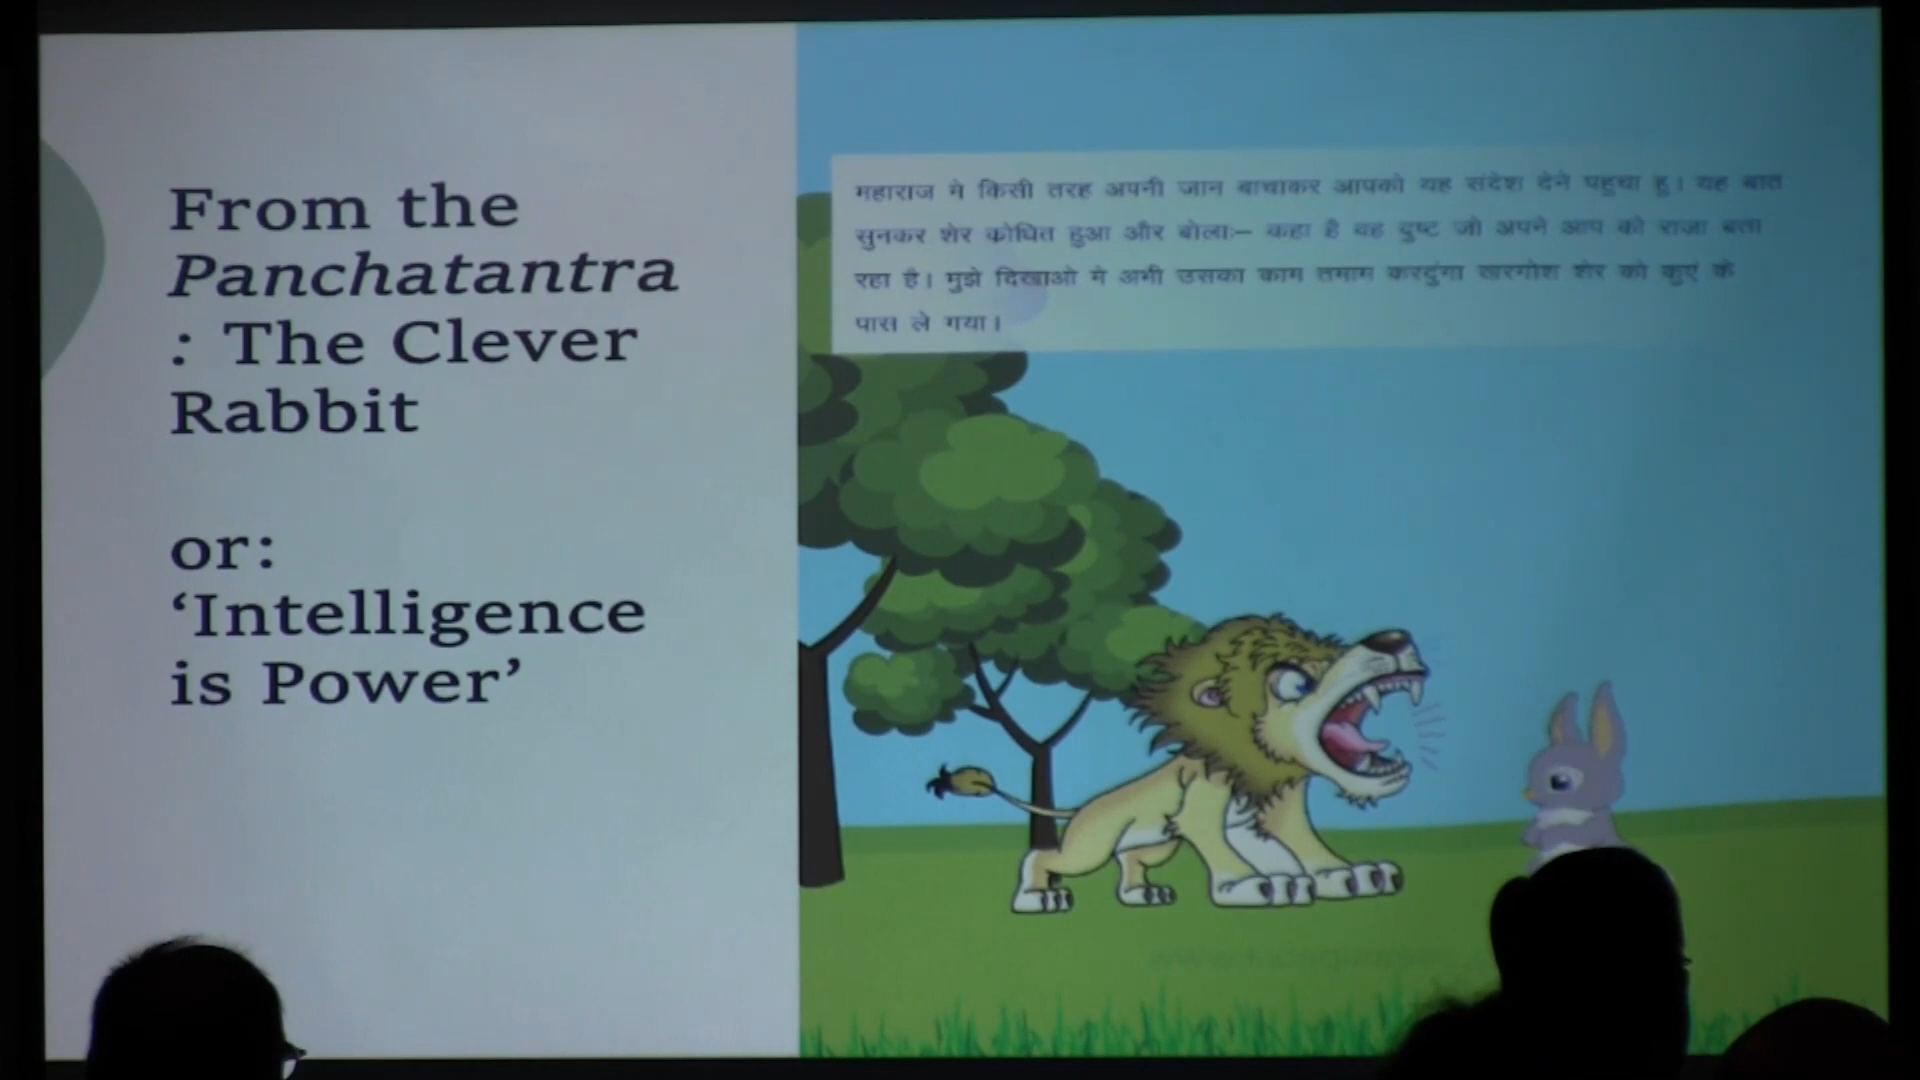 From the
Panchatantra
: The Clever
Rabbit
or:
‘Intelligence
is Power’
महाराज मे किसी तरह अपनी जान बाचाकर आपको यह संदेश देने पहुचा हु। यह बात
सुनकर शेर क्रोधित हुआ और बोलाः– कहा है वह दुष्ट जो अपने आप को राजा बता
रहा है। मुझे दिखाओ मे अभी उसका काम तमाम करदुंगा खरगोश शेर को कुए के
पास ले गया।